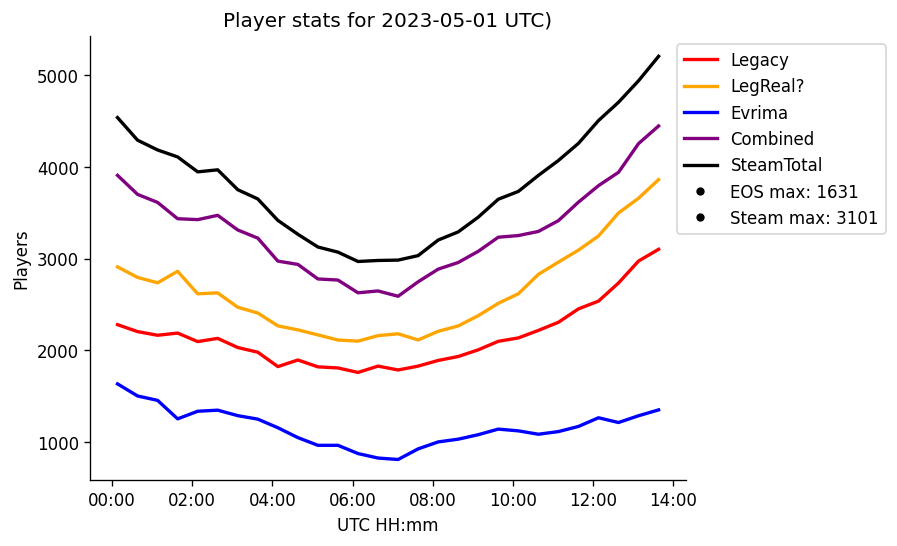 Player stats for 2023-05-01 UTC)
Legacy
LegReal?
Evrima
Combined
SteamTotal
EOS max: 1631
Steam max: 3101
5000
4000
3000
2000
1000
Players
00:00 02:00 04:00 06:00 08:00 10:00 12:00 14:00
UTC HH:mm